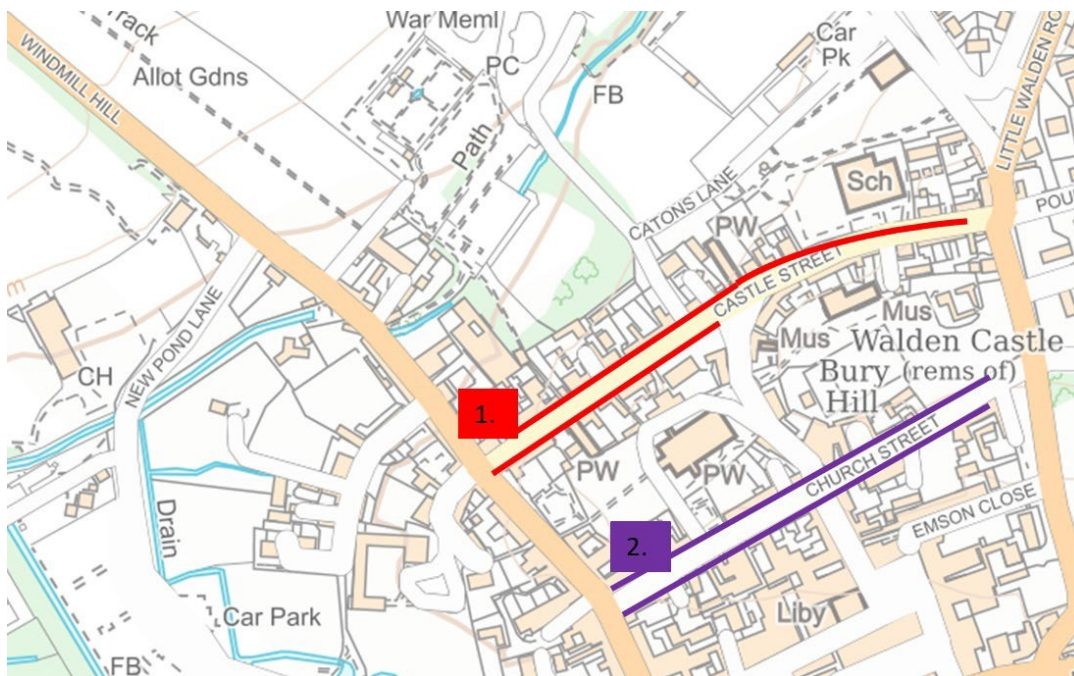 War Meml
Track
Car
Pk
WINDMILL HILL
Allot Gdns
PC
FB
LITTLE WALDEN RO
Path
Sch
CATONS LANE
PW
POU
CASTLE STREET
NEW POND LANE
Mus
Mus
Walden Castle
CH
Bury
(rems of)
Hill
1.
CHURCH STREET
PW
PW
EMSON CLOSE
Drain
2.
Car Park
Liby
FB